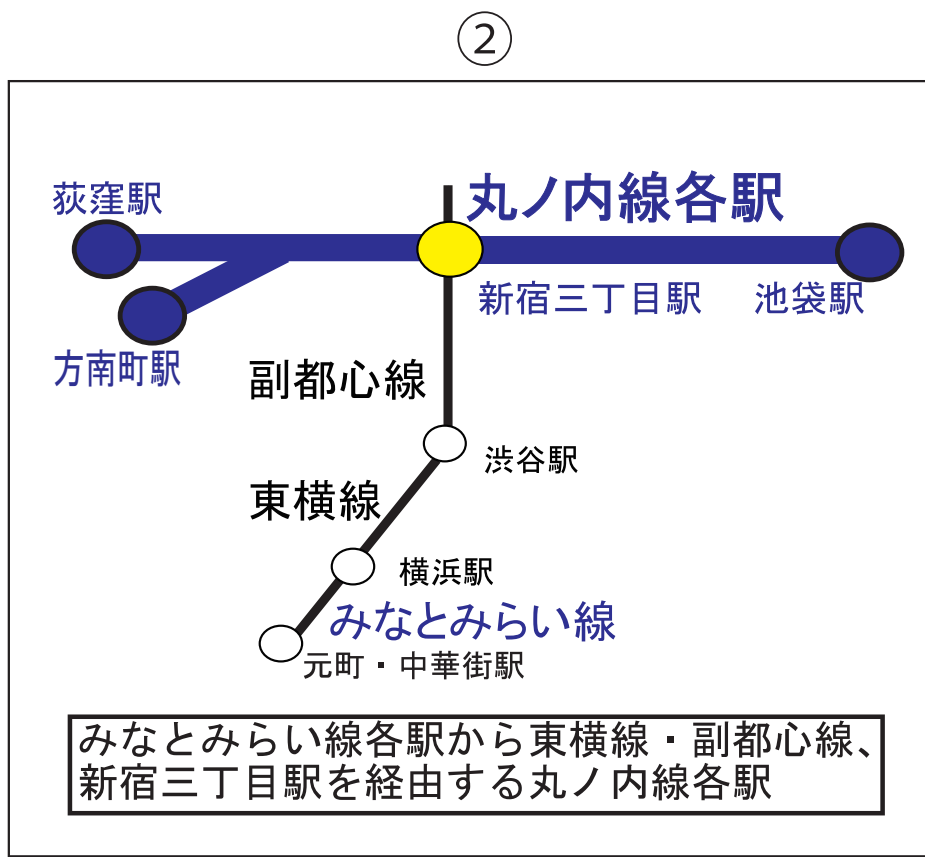 ②
荻窪駅
丸ノ内線各駅
新宿三丁目駅
池袋駅
方南町駅
副都心線
渋谷駅
東横線
横浜駅
みなとみらい線
元町・中華街駅
みなとみらい線各駅から東横線・副都心線、
新宿三丁目駅を経由する丸ノ内線各駅